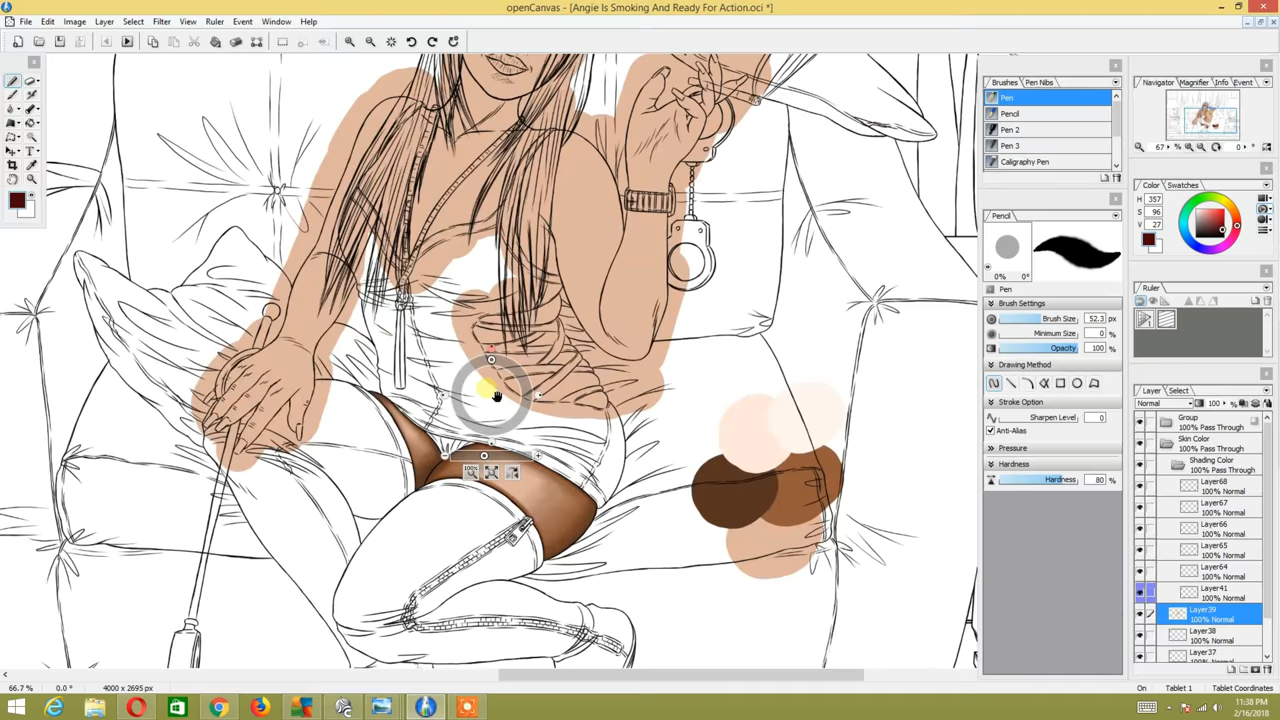 openCanvas - [Angie Is Smoking And Ready For Action.oci *]
File Edit Image Layer Select Filter View Ruler Event Window Help
Brushes Pen Nibs
Pen
Pencil
Pen 2
Pen 3
Caligraphy Pen
Pencil
0% 0°
Pen
Brush Settings
Brush Size 52.3 px
Minimum Size 0 %
Opacity 100 %
Drawing Method
Stroke Option
Sharpen Level 0
Anti-Alias
Pressure
Hardness
Hardness 80 %
Navigator Magnifier Info Event
67 % 0 °
Color Swatches
H 357
S 96
V 27
Ruler
Layer Select
Normal 100 %
Group
100% Pass Through
Skin Color
100% Pass Through
Shading Color
100% Pass Through
Layer68
100% Normal
Layer67
100% Normal
Layer66
100% Normal
Layer65
100% Normal
Layer64
100% Normal
Layer41
100% Normal
Layer39
100% Normal
Layer38
100% Normal
Layer37
100%
66.7 % 0.0 ° 4000 x 2695 px
On Tablet 1 Tablet Coordinates
11:38 PM
2/16/2018